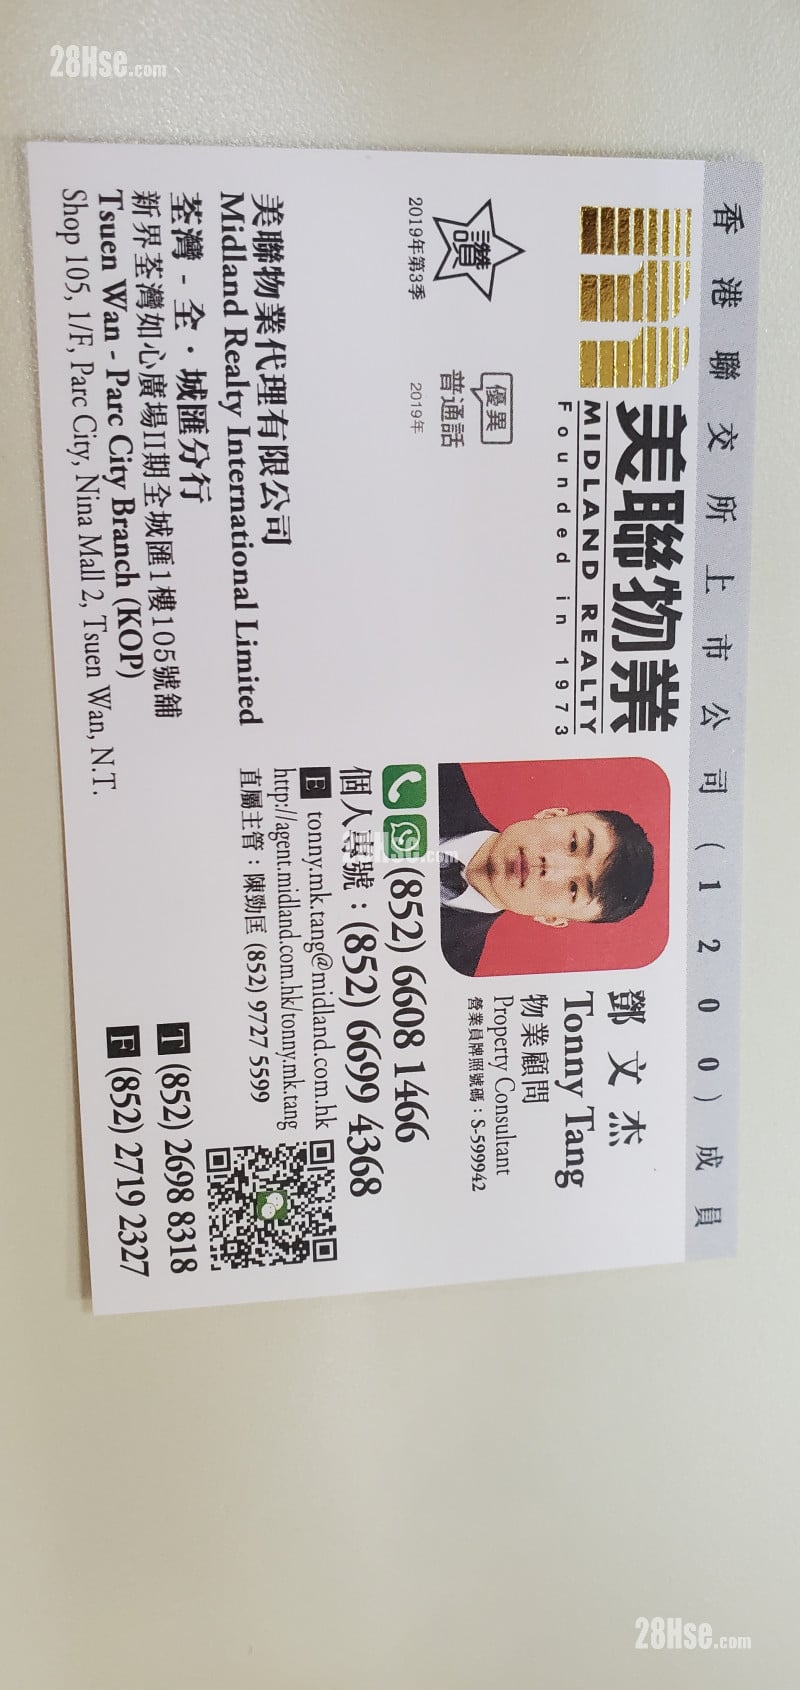 28Hse.com
香港聯交所上市公司(1200)成員
美聯物業
MIDLAND REALTY
Founded in 1973
讚
2019年第3季
優異
普通話
2019年
鄧文杰
Tonny Tang
物業顧問
Property Consultant
營業員牌照號碼：S-599942
(852) 6608 1466
個人專號：(852) 6699 4368
E tonny.mk.tang@midland.com.hk
http://agent.midland.com.hk/tonny.mk.tang
直屬主管：陳勁匡 (852) 9727 5599
美聯物業代理有限公司
Midland Realty International Limited
荃灣 - 全・城匯分行
新界荃灣如心廣場II期全城匯1樓105號舖
Tsuen Wan - Parc City Branch (KOP)
Shop 105, 1/F, Parc City, Nina Mall 2, Tsuen Wan, N.T.
T (852) 2698 8318
F (852) 2719 2327
28Hse.com
28Hse.com